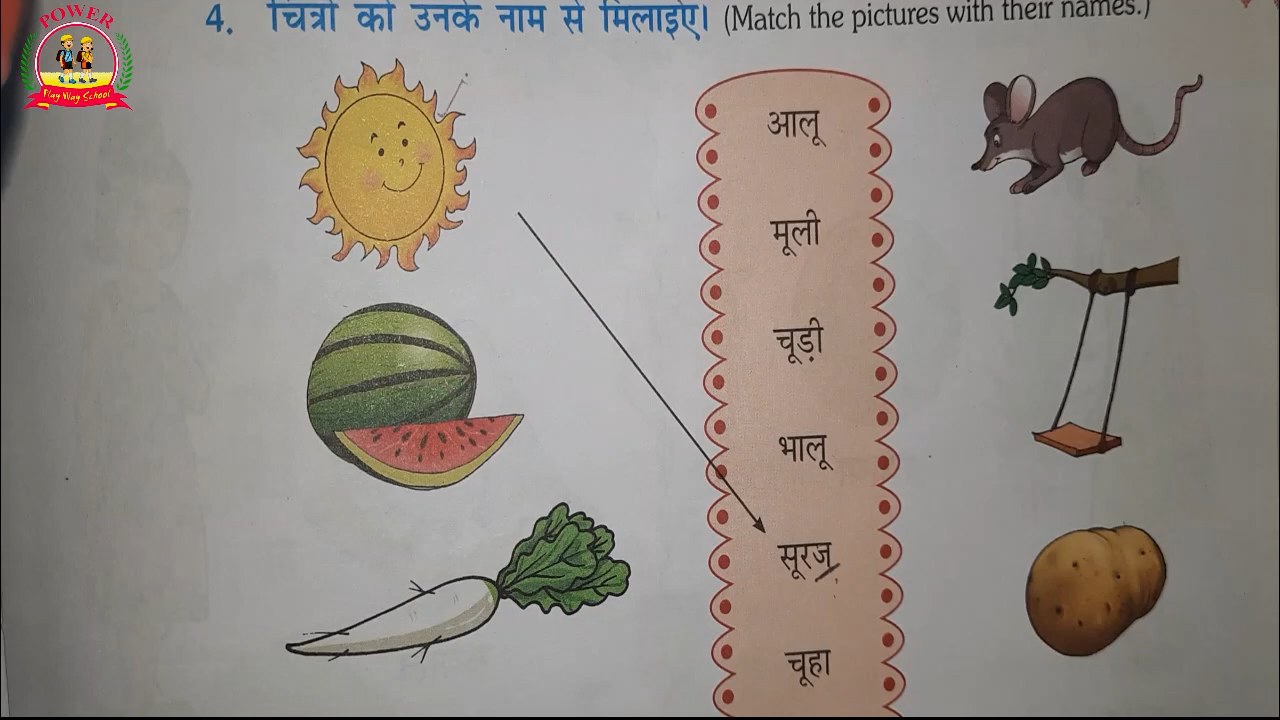 POWER
Play Way School
4. चित्रों को उनके नाम से मिलाइए। (Match the pictures with their names.)
आलू
मूली
चूड़ी
भालू
सूरज
चूहा